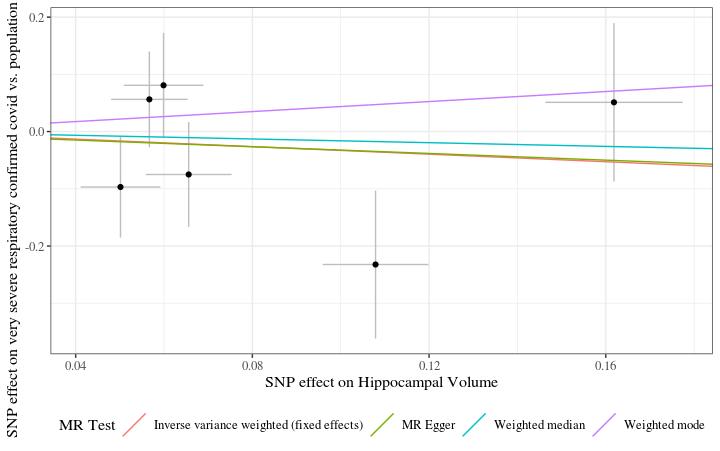 SNP effect on very severe respiratory confirmed covid vs. population
0.2
0.0
-0.2
0.04
0.08
0.12
0.16
SNP effect on Hippocampal Volume
MR Test
Inverse variance weighted (fixed effects)
MR Egger
Weighted median
Weighted mode